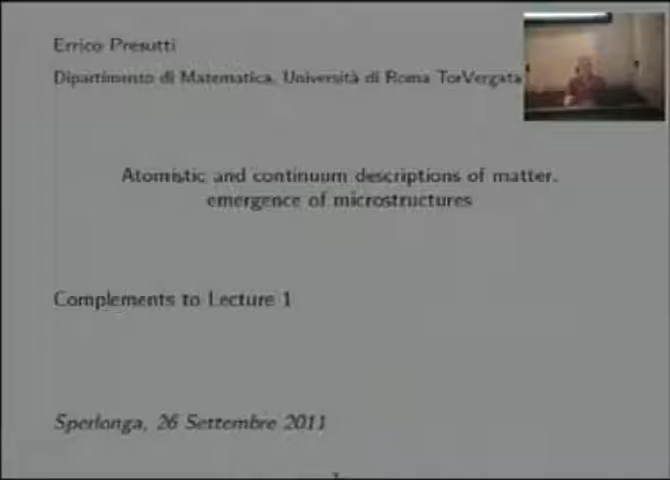 Errico Presutti
Dipartimento di Matematica, Università di Roma TorVergata
Atomistic and continuum descriptions of matter,
emergence of microstructures
Complements to Lecture 1
Sperlonga, 26 Settembre 2011